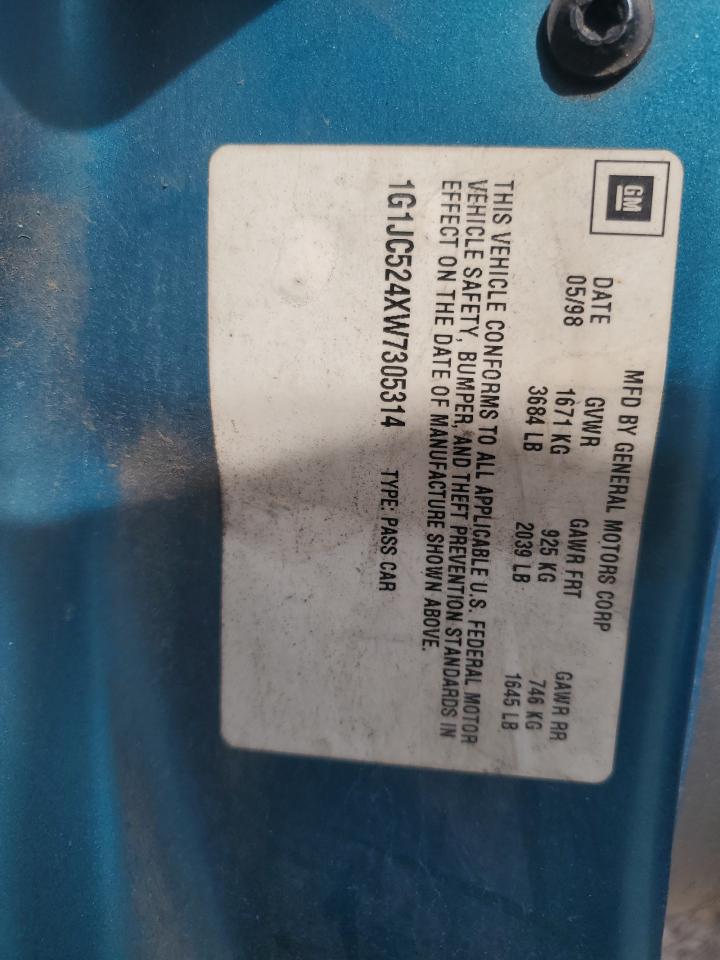 GM
MFD BY GENERAL MOTORS CORP
DATE GVWR GAWR FRT GAWR RR
05/98 1671 KG 925 KG 746 KG
3684 LB 2039 LB 1645 LB
THIS VEHICLE CONFORMS TO ALL APPLICABLE U.S. FEDERAL MOTOR
VEHICLE SAFETY, BUMPER, AND THEFT PREVENTION STANDARDS IN
EFFECT ON THE DATE OF MANUFACTURE SHOWN ABOVE.
1G1JC524XW7305314 TYPE: PASS CAR